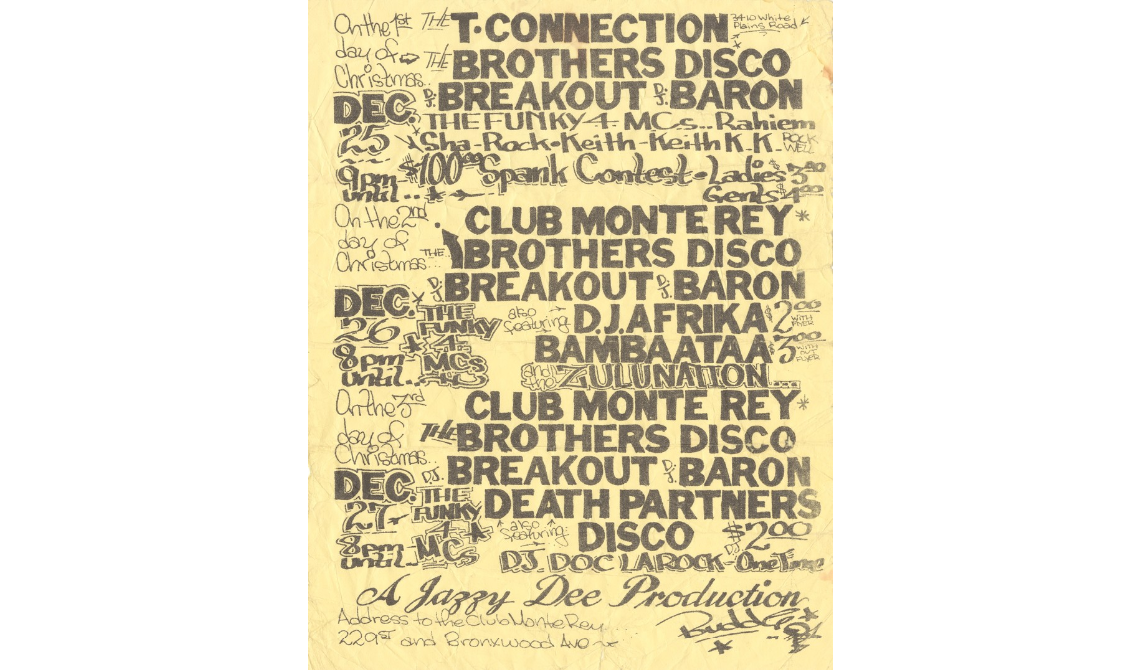 On the 1st THE T-CONNECTION 3410 White Plains Road
day of THE BROTHERS DISCO
Christmas..
DEC. D.J. BREAKOUT D.J. BARON
25 THE FUNKY 4 MCs... Rahiem
Sha-Rock•Keith-Keith K.K. ROCK WELL
9pm until.. $100.00 Spank Contest•Ladies $3.00
Gents $4.00
On the 2nd CLUB MONTE REY*
day of THE BROTHERS DISCO
Christmas...
DEC. D.J. BREAKOUT D.J. BARON
26 THE FUNKY 4 MCs also featuring D.J. AFRIKA $2.00 WITH FLYER
8pm until.. BAMBAATAA $3.00 WITH OUT FLYER
and the ZULU NATION...
On the 3rd CLUB MONTE REY*
day of THE BROTHERS DISCO
Christmas..
DEC. D.J. BREAKOUT D.J. BARON
27 THE FUNKY 4 MCs DEATH PARTNERS
8pm until.. also featuring DISCO $2.00
D.J. DOC LAROCK-One Time
A Jazzy Dee Production
Address to the Club Monte Rey Buddy
229ST and Bronxwood Ave